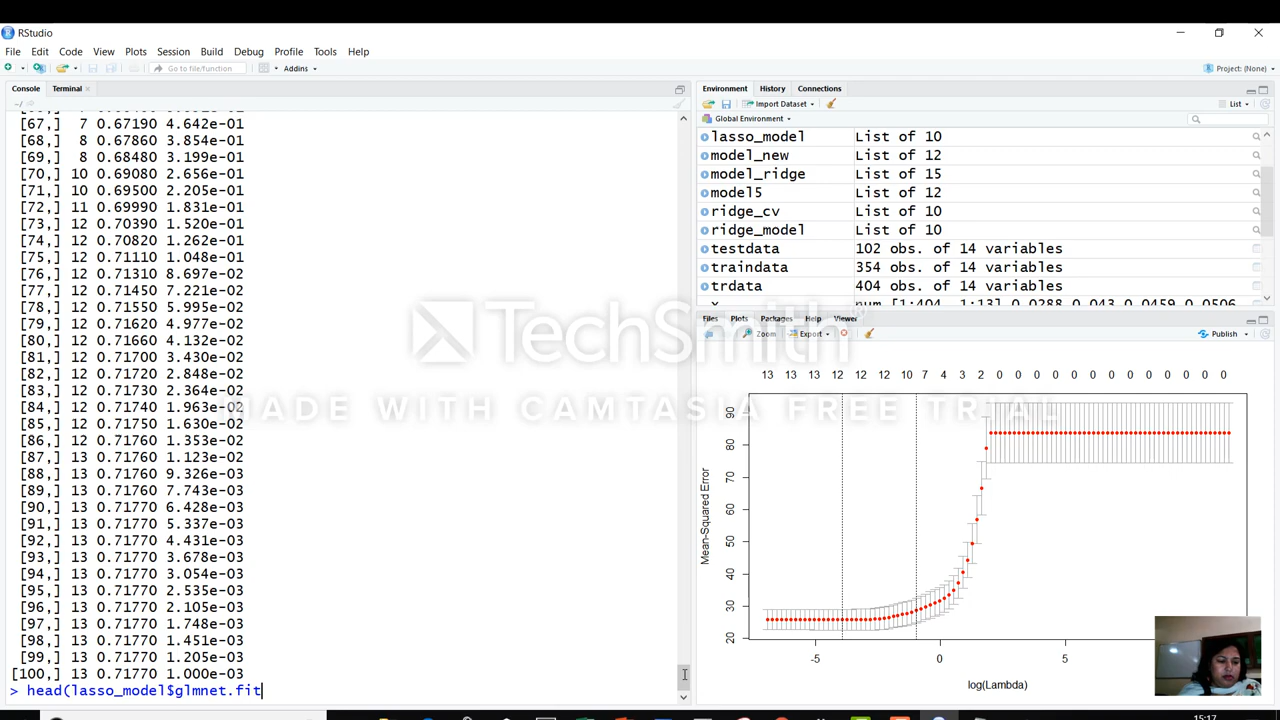 RStudio
File Edit Code View Plots Session Build Debug Profile Tools Help
Go to file/function Addins Project: (None)
Console Terminal
~/
[67,] 7 0.67190 4.642e-01
[68,] 8 0.67860 3.854e-01
[69,] 8 0.68480 3.199e-01
[70,] 10 0.69080 2.656e-01
[71,] 10 0.69500 2.205e-01
[72,] 11 0.69990 1.831e-01
[73,] 12 0.70390 1.520e-01
[74,] 12 0.70820 1.262e-01
[75,] 12 0.71110 1.048e-01
[76,] 12 0.71310 8.697e-02
[77,] 12 0.71450 7.221e-02
[78,] 12 0.71550 5.995e-02
[79,] 12 0.71620 4.977e-02
[80,] 12 0.71660 4.132e-02
[81,] 12 0.71700 3.430e-02
[82,] 12 0.71720 2.848e-02
[83,] 12 0.71730 2.364e-02
[84,] 12 0.71740 1.963e-02
[85,] 12 0.71750 1.630e-02
[86,] 12 0.71760 1.353e-02
[87,] 13 0.71760 1.123e-02
[88,] 13 0.71760 9.326e-03
[89,] 13 0.71760 7.743e-03
[90,] 13 0.71770 6.428e-03
[91,] 13 0.71770 5.337e-03
[92,] 13 0.71770 4.431e-03
[93,] 13 0.71770 3.678e-03
[94,] 13 0.71770 3.054e-03
[95,] 13 0.71770 2.535e-03
[96,] 13 0.71770 2.105e-03
[97,] 13 0.71770 1.748e-03
[98,] 13 0.71770 1.451e-03
[99,] 13 0.71770 1.205e-03
[100,] 13 0.71770 1.000e-03
> head(lasso_model$glmnet.fit
Environment History Connections
Import Dataset List
Global Environment
lasso_model List of 10
model_new List of 12
model_ridge List of 15
model5 List of 12
ridge_cv List of 10
ridge_model List of 10
testdata 102 obs. of 14 variables
traindata 354 obs. of 14 variables
trdata 404 obs. of 14 variables
x num [1:404, 1:13] 0.0288 0.043 0.0459 0.0506
Files Plots Packages Help Viewer
Zoom Export Publish
13 13 13 12 12 12 10 7 4 3 2 0 0 0 0 0 0 0 0 0 0 0
Mean-Squared Error
90
80
70
60
50
40
30
20
-5 0 5
log(Lambda)
TechSmith
MADE WITH CAMTASIA FREE TRIAL
15:17